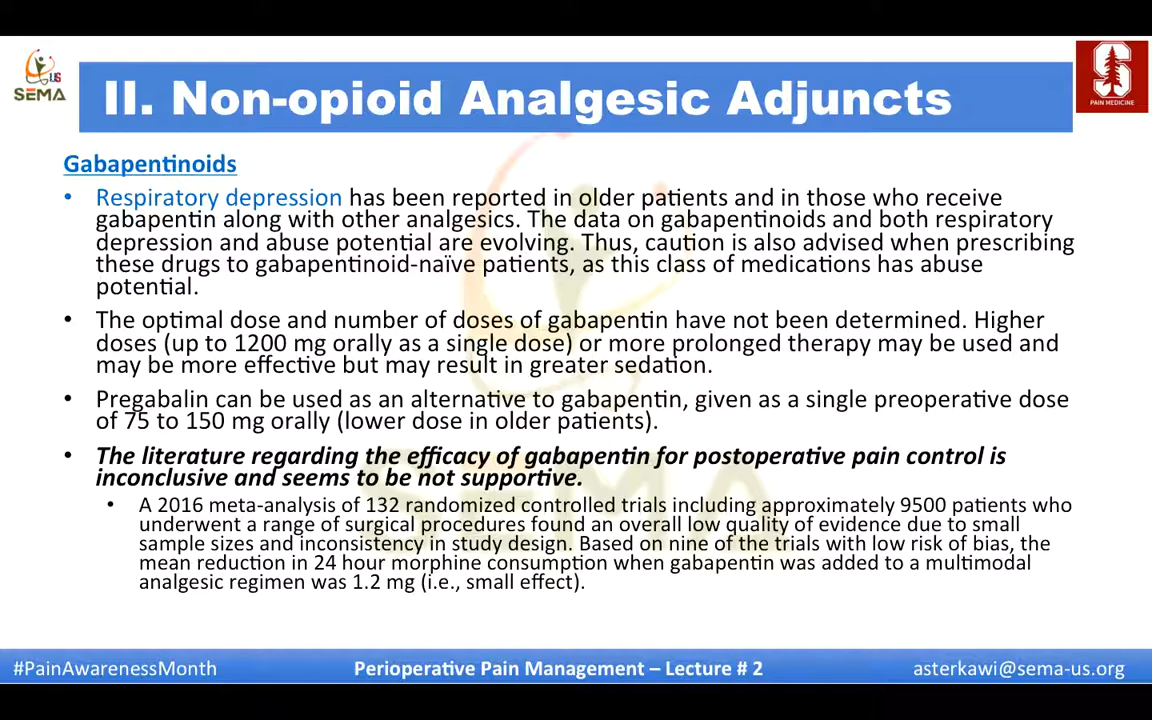 US
SEMA
II. Non-opioid Analgesic Adjuncts
S
PAIN MEDICINE
Gabapentinoids
• Respiratory depression has been reported in older patients and in those who receive
gabapentin along with other analgesics. The data on gabapentinoids and both respiratory
depression and abuse potential are evolving. Thus, caution is also advised when prescribing
these drugs to gabapentinoid-naïve patients, as this class of medications has abuse
potential.
• The optimal dose and number of doses of gabapentin have not been determined. Higher
doses (up to 1200 mg orally as a single dose) or more prolonged therapy may be used and
may be more effective but may result in greater sedation.
• Pregabalin can be used as an alternative to gabapentin, given as a single preoperative dose
of 75 to 150 mg orally (lower dose in older patients).
• The literature regarding the efficacy of gabapentin for postoperative pain control is
inconclusive and seems to be not supportive.
• A 2016 meta-analysis of 132 randomized controlled trials including approximately 9500 patients who
underwent a range of surgical procedures found an overall low quality of evidence due to small
sample sizes and inconsistency in study design. Based on nine of the trials with low risk of bias, the
mean reduction in 24 hour morphine consumption when gabapentin was added to a multimodal
analgesic regimen was 1.2 mg (i.e., small effect).
SEMA
#PainAwarenessMonth
Perioperative Pain Management – Lecture # 2
asterkawi@sema-us.org